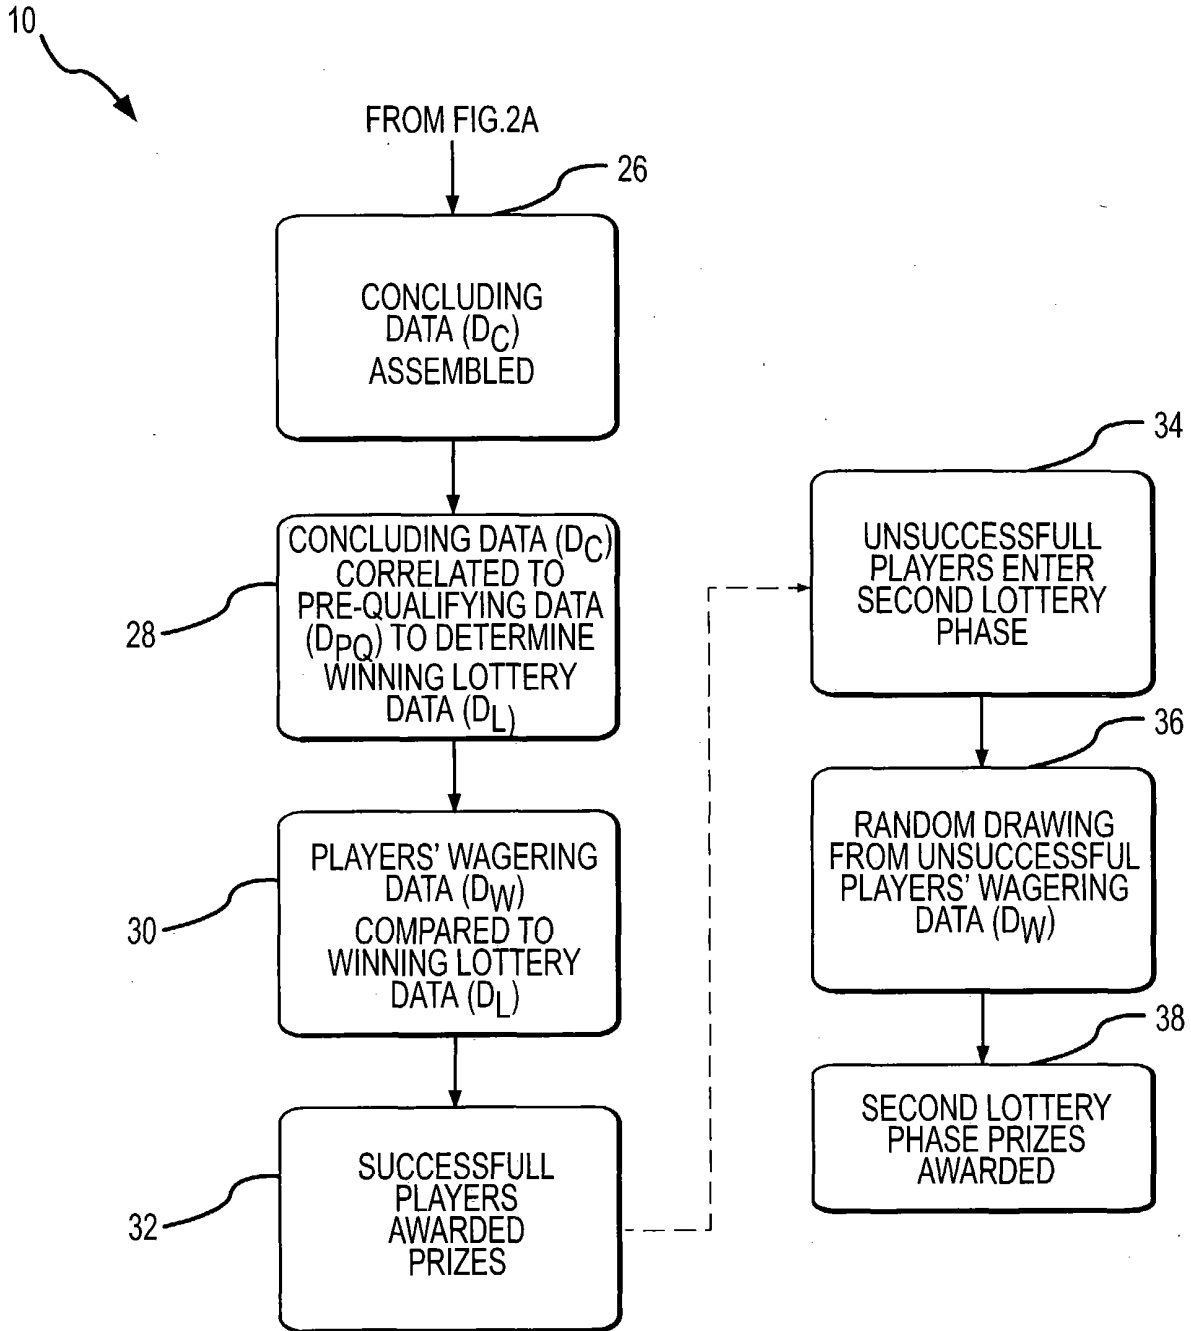 10
FROM FIG.2A
26
CONCLUDING
DATA (DC)
ASSEMBLED
28
CONCLUDING DATA (DC)
CORRELATED TO
PRE-QUALIFYING DATA
(DPQ) TO DETERMINE
WINNING LOTTERY
DATA (DL)
30
PLAYERS' WAGERING
DATA (DW)
COMPARED TO
WINNING LOTTERY
DATA (DL)
32
SUCCESSFULL
PLAYERS
AWARDED
PRIZES
34
UNSUCCESSFULL
PLAYERS ENTER
SECOND LOTTERY
PHASE
36
RANDOM DRAWING
FROM UNSUCCESSFUL
PLAYERS' WAGERING
DATA (DW)
38
SECOND LOTTERY
PHASE PRIZES
AWARDED